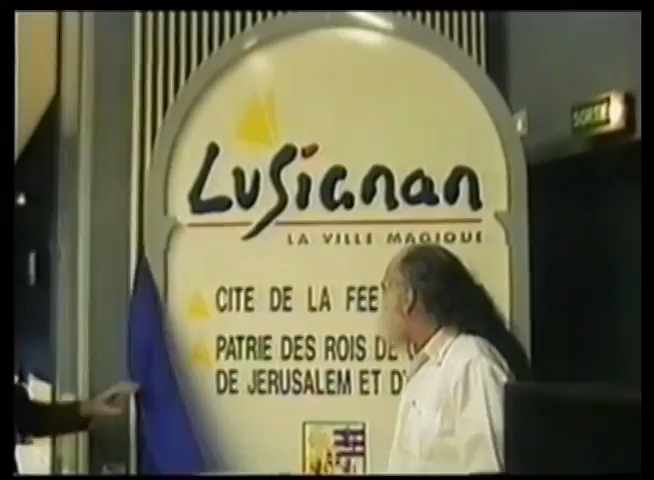 Lusignan
LA VILLE MAGIQUE
SORTIE
CITE DE LA FEE
PATRIE DES ROIS DE
DE JERUSALEM ET